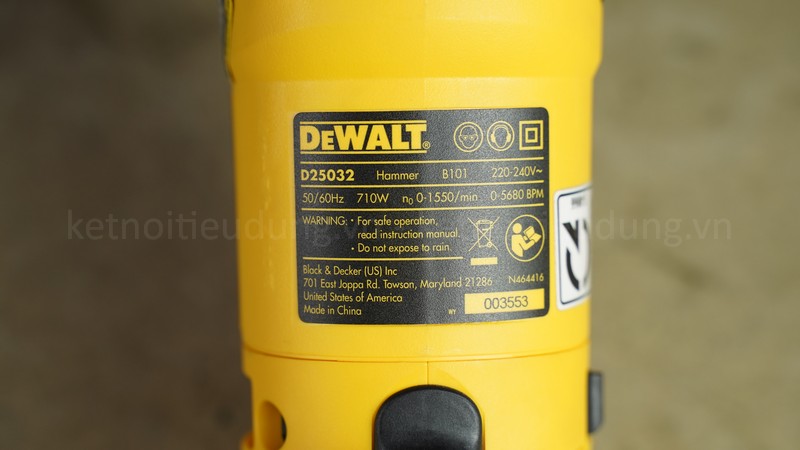 DEWALT®
D25032 Hammer B101 220-240V~
50/60Hz 710W n0 0-1550/min 0-5680 BPM
WARNING: • For safe operation,
read instruction manual.
• Do not expose to rain.
Black & Decker (US) Inc
701 East Joppa Rd. Towson, Maryland 21286 N464416
United States of America
Made in China WY 003553
ketnoitieudung.vn